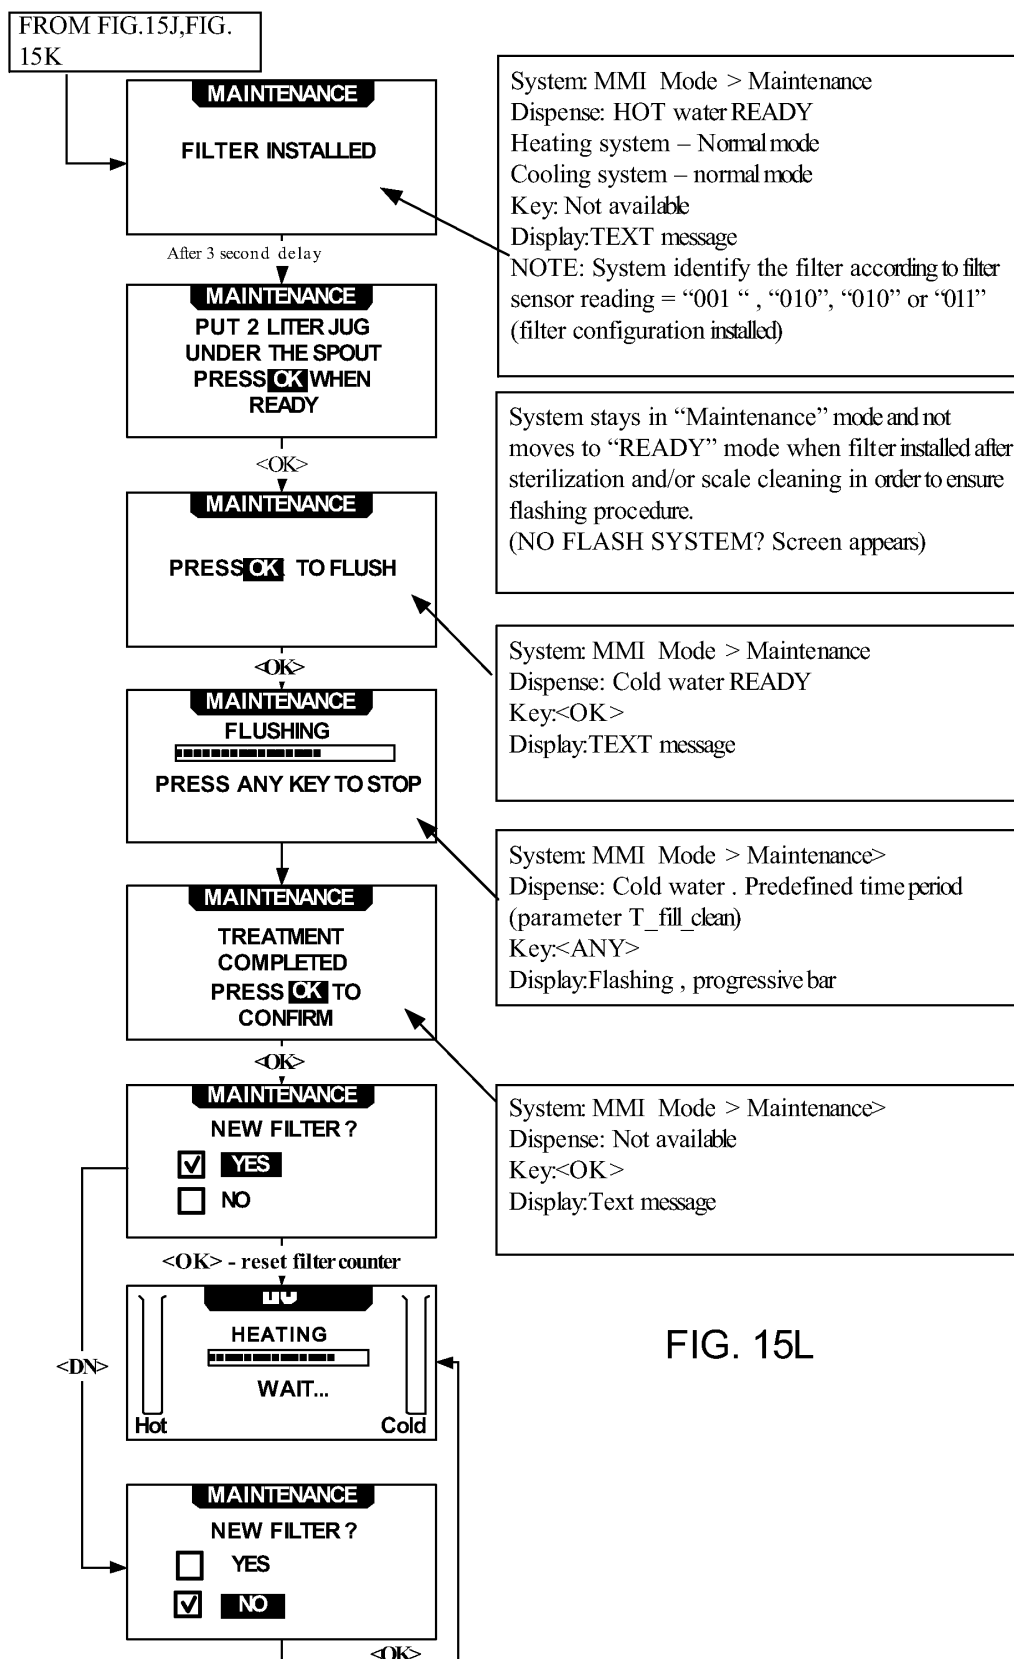 FROM FIG.15J,FIG.
15K
MAINTENANCE
FILTER INSTALLED
After 3 second delay
MAINTENANCE
PUT 2 LITER JUG
UNDER THE SPOUT
PRESS OK WHEN
READY
<OK>
MAINTENANCE
PRESS OK TO FLUSH
<OK>
MAINTENANCE
FLUSHING
PRESS ANY KEY TO STOP
MAINTENANCE
TREATMENT
COMPLETED
PRESS OK TO
CONFIRM
<OK>
MAINTENANCE
NEW FILTER ?
YES
NO
<OK> - reset filter counter
HEATING
WAIT...
Hot
Cold
<DN>
MAINTENANCE
NEW FILTER ?
YES
NO
<OK>
System: MMI Mode > Maintenance
Dispense: HOT water READY
Heating system – Normal mode
Cooling system – normal mode
Key: Not available
Display:TEXT message
NOTE: System identify the filter according to filter
sensor reading = “001 “ , “010”, “010” or “011”
(filter configuration installed)
System stays in “Maintenance” mode and not
moves to “READY” mode when filter installed after
sterilization and/or scale cleaning in order to ensure
flashing procedure.
(NO FLASH SYSTEM? Screen appears)
System: MMI Mode > Maintenance
Dispense: Cold water READY
Key:<OK>
Display:TEXT message
System: MMI Mode > Maintenance>
Dispense: Cold water . Predefined time period
(parameter T_fill_clean)
Key:<ANY>
Display:Flashing , progressive bar
System: MMI Mode > Maintenance>
Dispense: Not available
Key:<OK>
Display:Text message
FIG. 15L